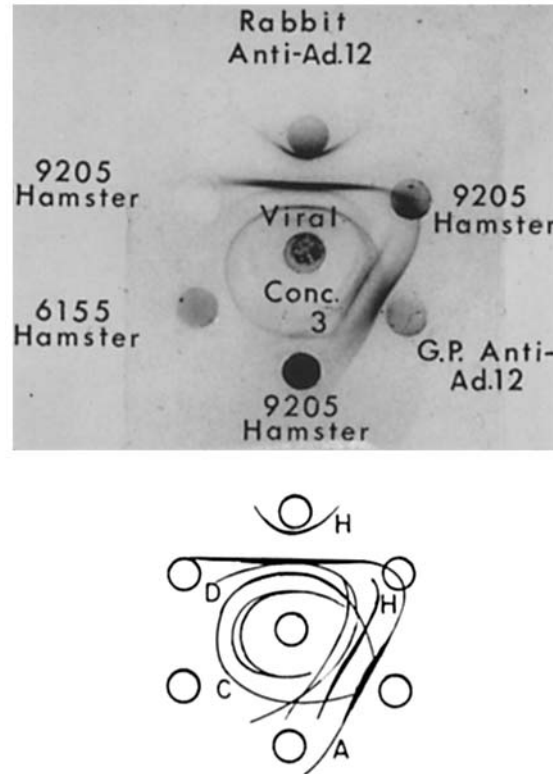 Rabbit
Anti-Ad.12
9205
Hamster
9205
Hamster
Viral
Conc.
3
6155
Hamster
G.P. Anti-
Ad.12
9205
Hamster
H
D
H
C
A